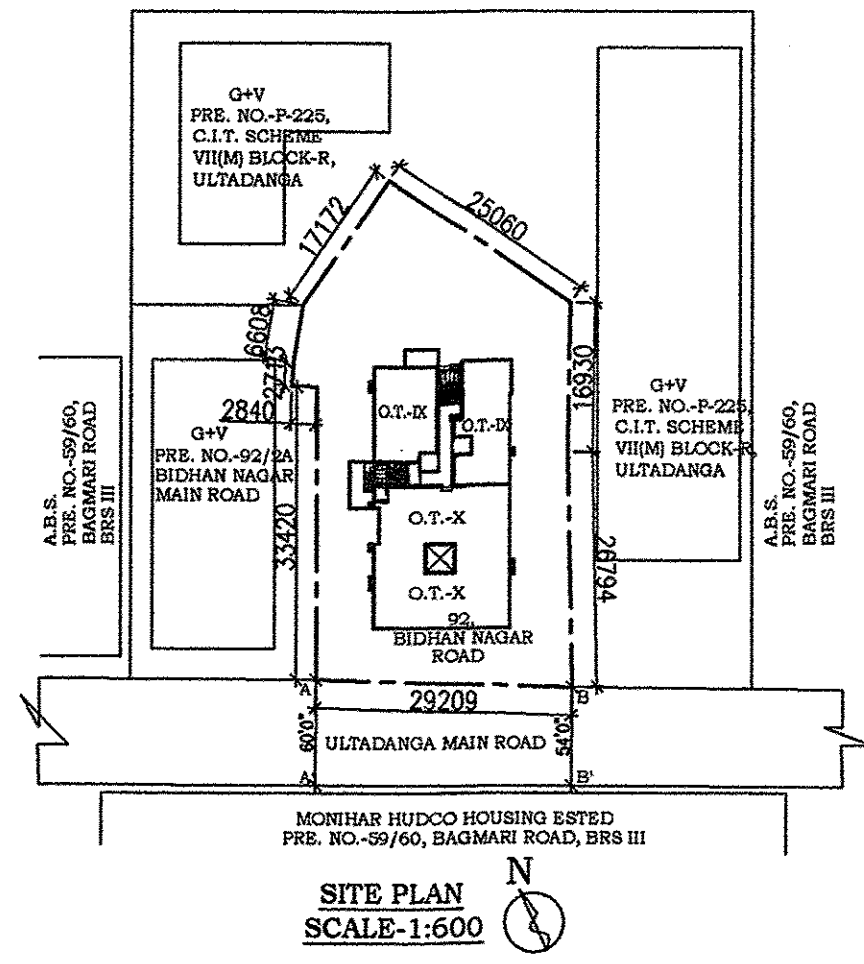 G+V
PRE. NO.-P-225,
C.I.T. SCHEME
VII(M) BLOCK-R,
ULTADANGA
17172
25060
6608
2713
2840
G+V
PRE. NO.-92/2A
BIDHAN NAGAR
MAIN ROAD
33420
A.B.S.
PRE. NO.-59/60,
BAGMARI ROAD
BRS III
O.T.-IX
O.T.-IX
O.T.-X
O.T.-X
92,
BIDHAN NAGAR
ROAD
16930
26794
G+V
PRE. NO.-P-225,
C.I.T. SCHEME
VII(M) BLOCK-R
ULTADANGA
A.B.S.
PRE. NO.-59/60,
BAGMARI ROAD
BRS III
A
B
29209
60'0"
ULTADANGA MAIN ROAD
54'0"
A
B'
MONIHAR HUDCO HOUSING ESTED
PRE. NO.-59/60, BAGMARI ROAD, BRS III
SITE PLAN
SCALE-1:600
N